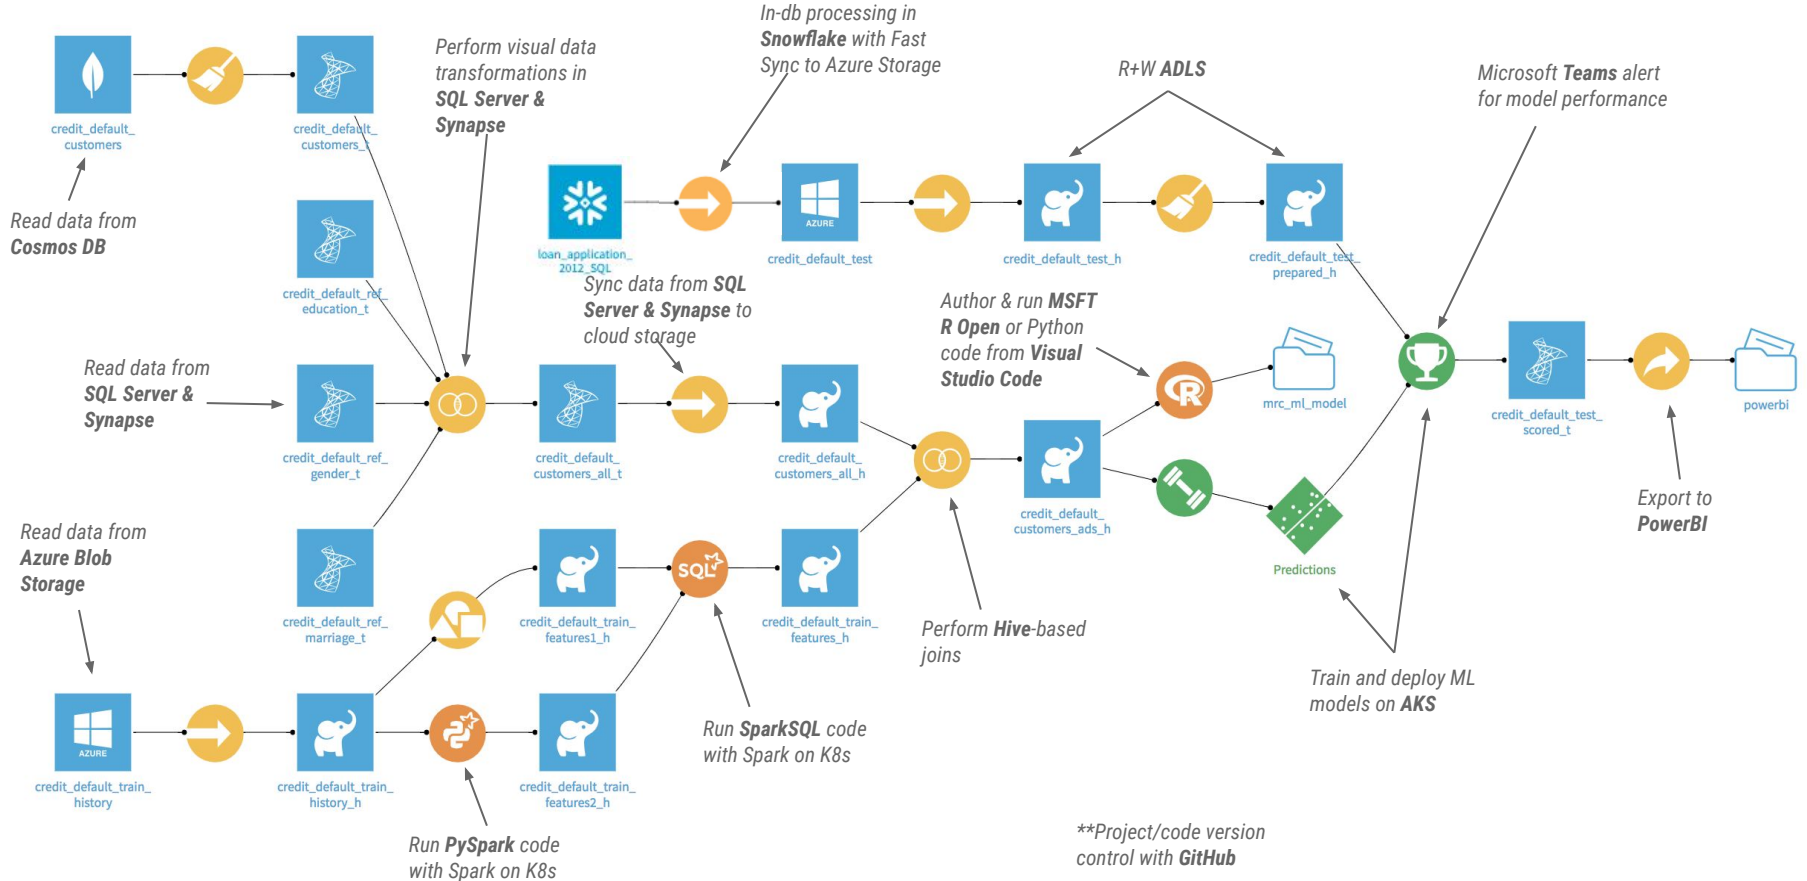 In-db processing in
Snowflake with Fast
Sync to Azure Storage
Perform visual data
transformations in
SQL Server &
Synapse
R+W ADLS
Microsoft Teams alert
for model performance
credit_default_
customers
credit_default_
customers_t
Read data from
Cosmos DB
AZURE
loan_application_
2012_SQL
credit_default_test
credit_default_test_h
credit_default_test_
prepared_h
credit_default_ref_
education_t
Sync data from SQL
Server & Synapse to
cloud storage
Author & run MSFT
R Open or Python
code from Visual
Studio Code
Read data from
SQL Server &
Synapse
R
mrc_ml_model
credit_default_test_
scored_t
powerbi
credit_default_ref_
gender_t
credit_default_
customers_all_t
credit_default_
customers_all_h
credit_default_
customers_ads_h
Export to
PowerBI
Read data from
Azure Blob
Storage
SQL
Predictions
credit_default_ref_
marriage_t
credit_default_train_
features1_h
credit_default_train_
features_h
Perform Hive-based
joins
Train and deploy ML
models on AKS
Run SparkSQL code
with Spark on K8s
AZURE
credit_default_train_
history
credit_default_train_
history_h
credit_default_train_
features2_h
Run PySpark code
with Spark on K8s
**Project/code version
control with GitHub